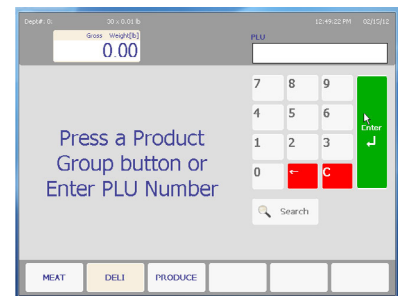 Dept#: 0: 30 x 0.01 lb 12:49:22 PM 02/15/12
Gross Weight[lb]
0.00
PLU
7 8 9
4 5 6
Enter
1 2 3
0 ← C
Press a Product
Group button or
Enter PLU Number
Search
MEAT DELI PRODUCE